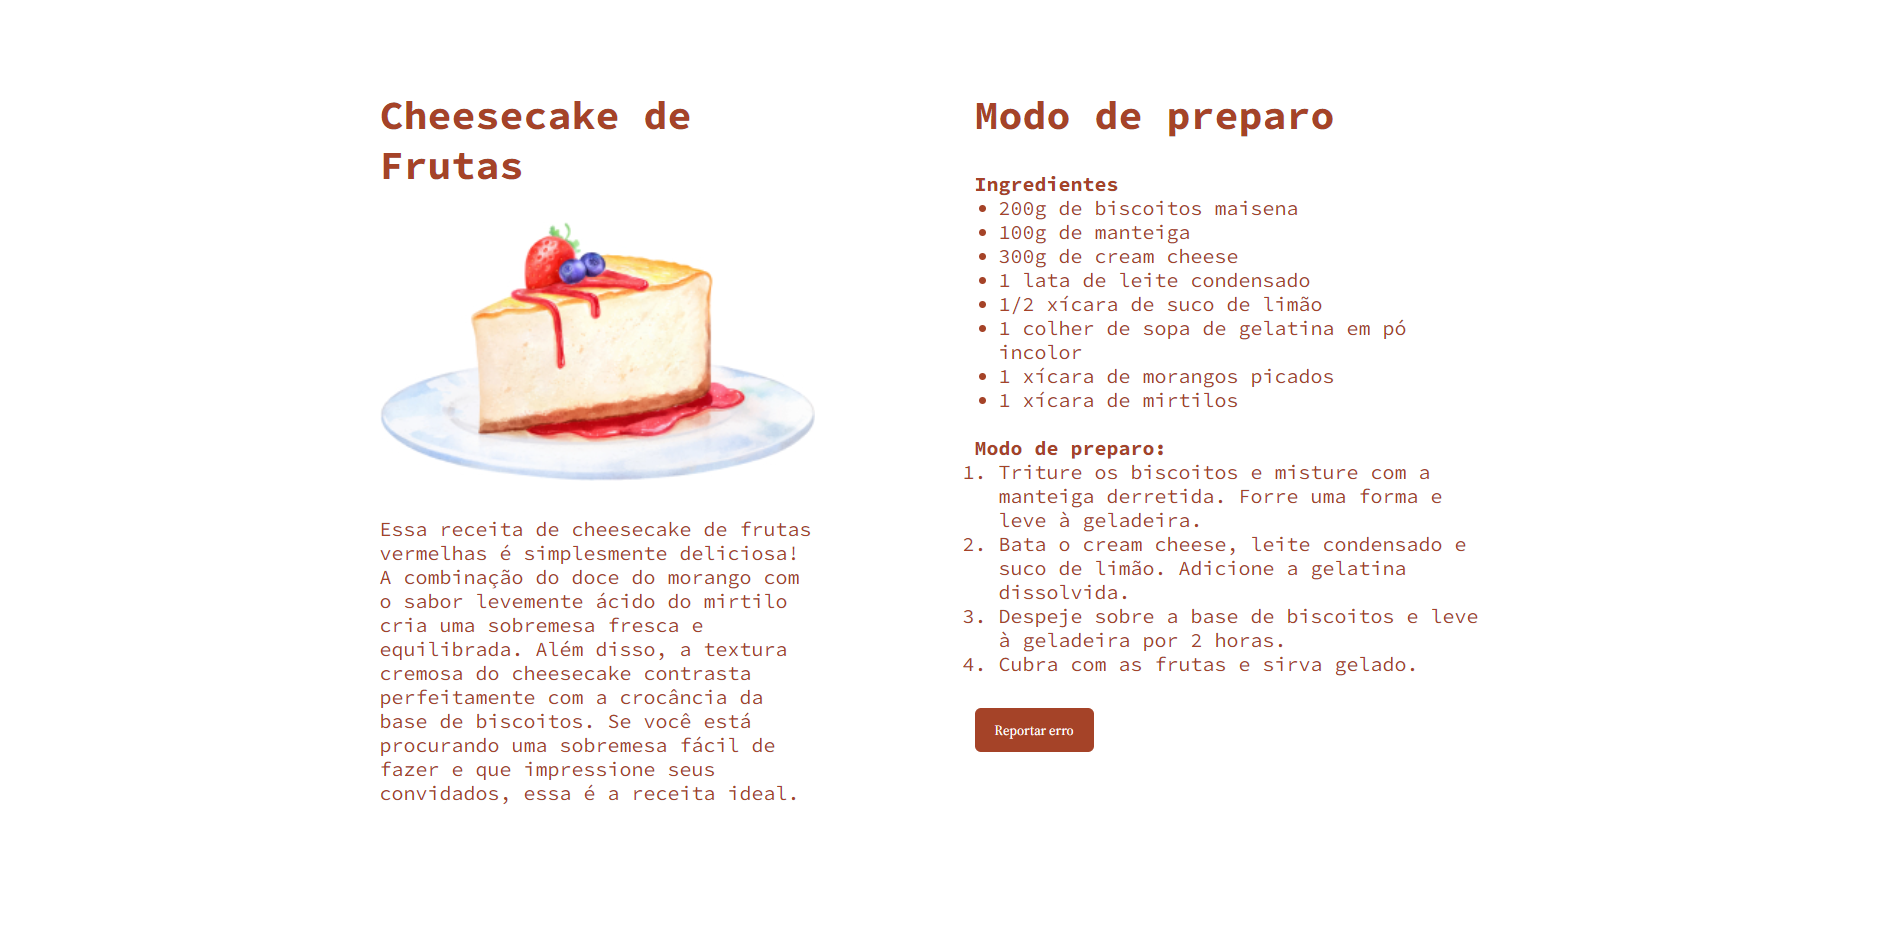 Cheesecake de
Frutas
Essa receita de cheesecake de frutas
vermelhas é simplesmente deliciosa!
A combinação do doce do morango com
o sabor levemente ácido do mirtilo
cria uma sobremesa fresca e
equilibrada. Além disso, a textura
cremosa do cheesecake contrasta
perfeitamente com a crocância da
base de biscoitos. Se você está
procurando uma sobremesa fácil de
fazer e que impressione seus
convidados, essa é a receita ideal.
Modo de preparo
Ingredientes
• 200g de biscoitos maisena
• 100g de manteiga
• 300g de cream cheese
• 1 lata de leite condensado
• 1/2 xícara de suco de limão
• 1 colher de sopa de gelatina em pó
incolor
• 1 xícara de morangos picados
• 1 xícara de mirtilos
Modo de preparo:
1. Triture os biscoitos e misture com a
manteiga derretida. Forre uma forma e
leve à geladeira.
2. Bata o cream cheese, leite condensado e
suco de limão. Adicione a gelatina
dissolvida.
3. Despeje sobre a base de biscoitos e leve
à geladeira por 2 horas.
4. Cubra com as frutas e sirva gelado.
Reportar erro